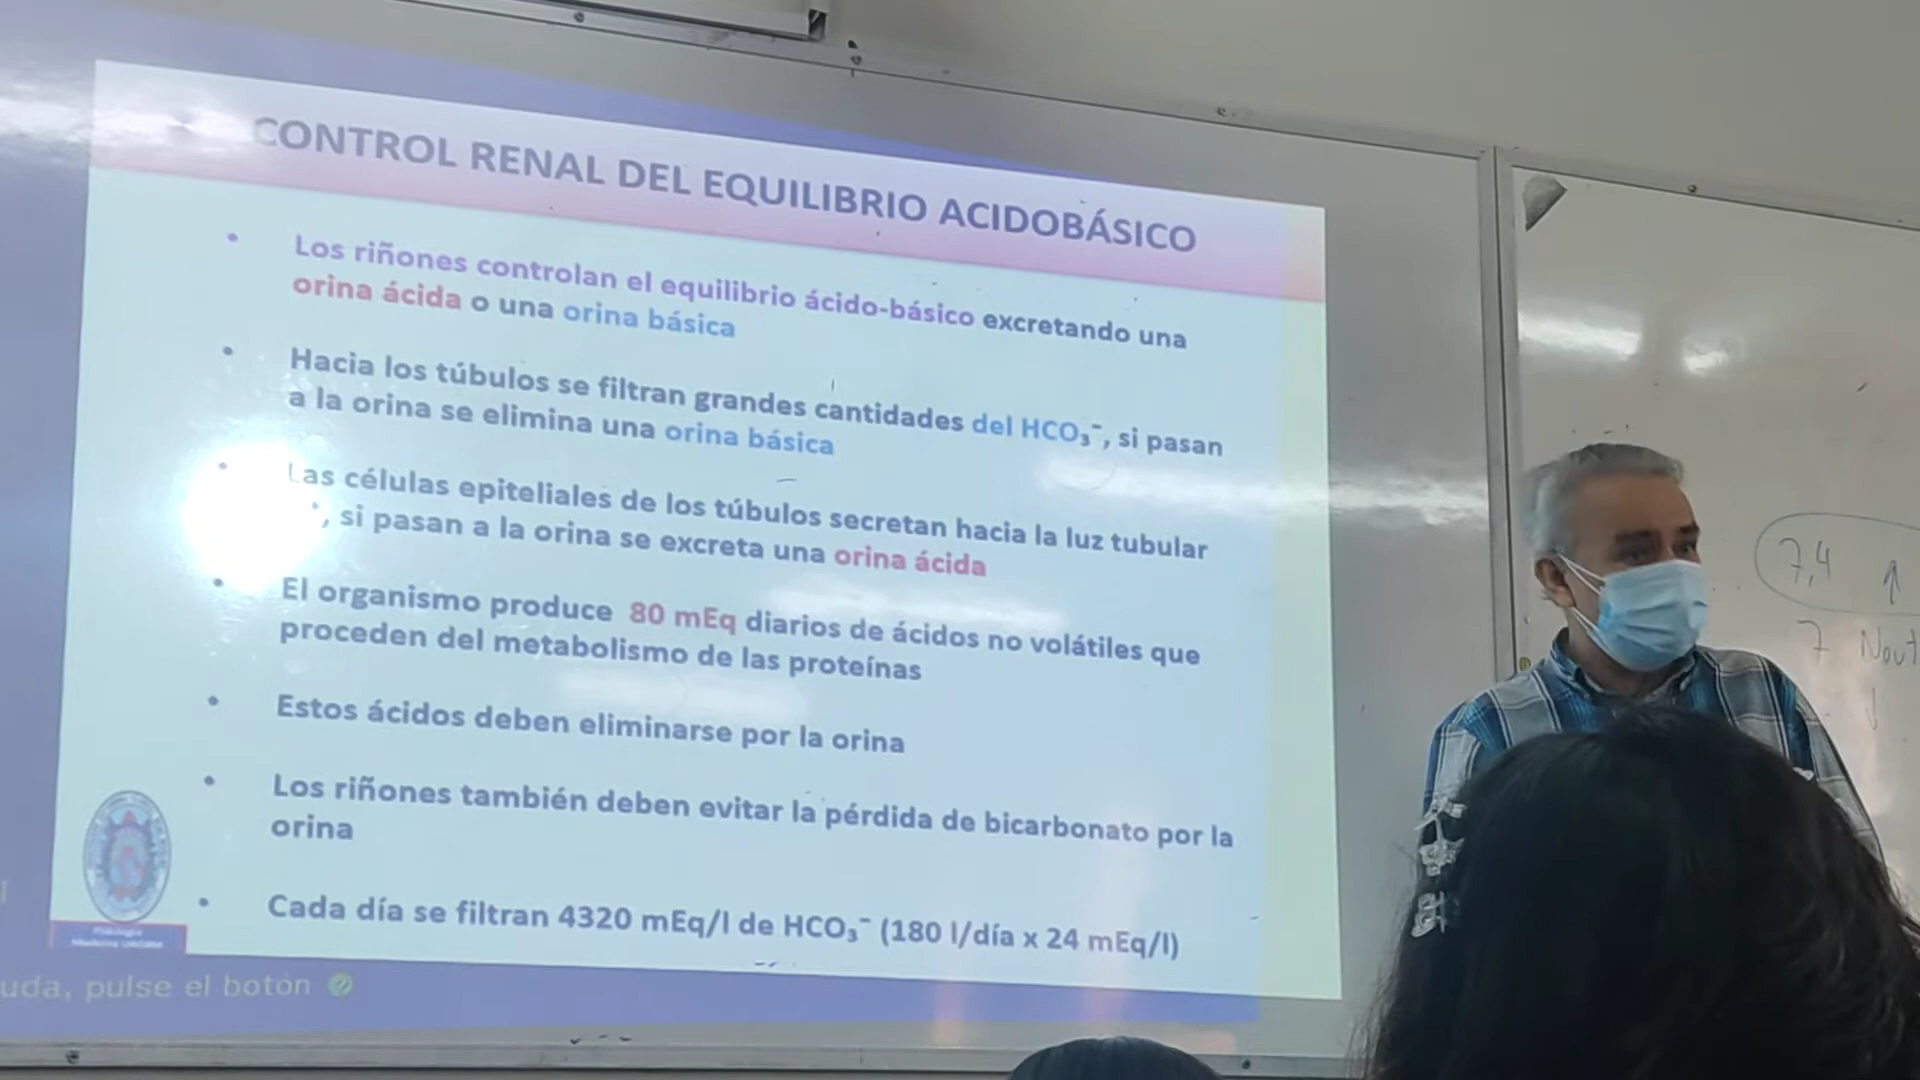 CONTROL RENAL DEL EQUILIBRIO ACIDOBÁSICO
• Los riñones controlan el equilibrio ácido-básico excretando una
orina ácida o una orina básica
• Hacia los túbulos se filtran grandes cantidades del HCO₃⁻, si pasan
a la orina se elimina una orina básica
• Las células epiteliales de los túbulos secretan hacia la luz tubular
, si pasan a la orina se excreta una orina ácida
• El organismo produce 80 mEq diarios de ácidos no volátiles que
proceden del metabolismo de las proteínas
• Estos ácidos deben eliminarse por la orina
• Los riñones también deben evitar la pérdida de bicarbonato por la
orina
• Cada día se filtran 4320 mEq/l de HCO₃⁻ (180 l/día x 24 mEq/l)
uda, pulse el botón
7,4 ↑
7 Neut
↓